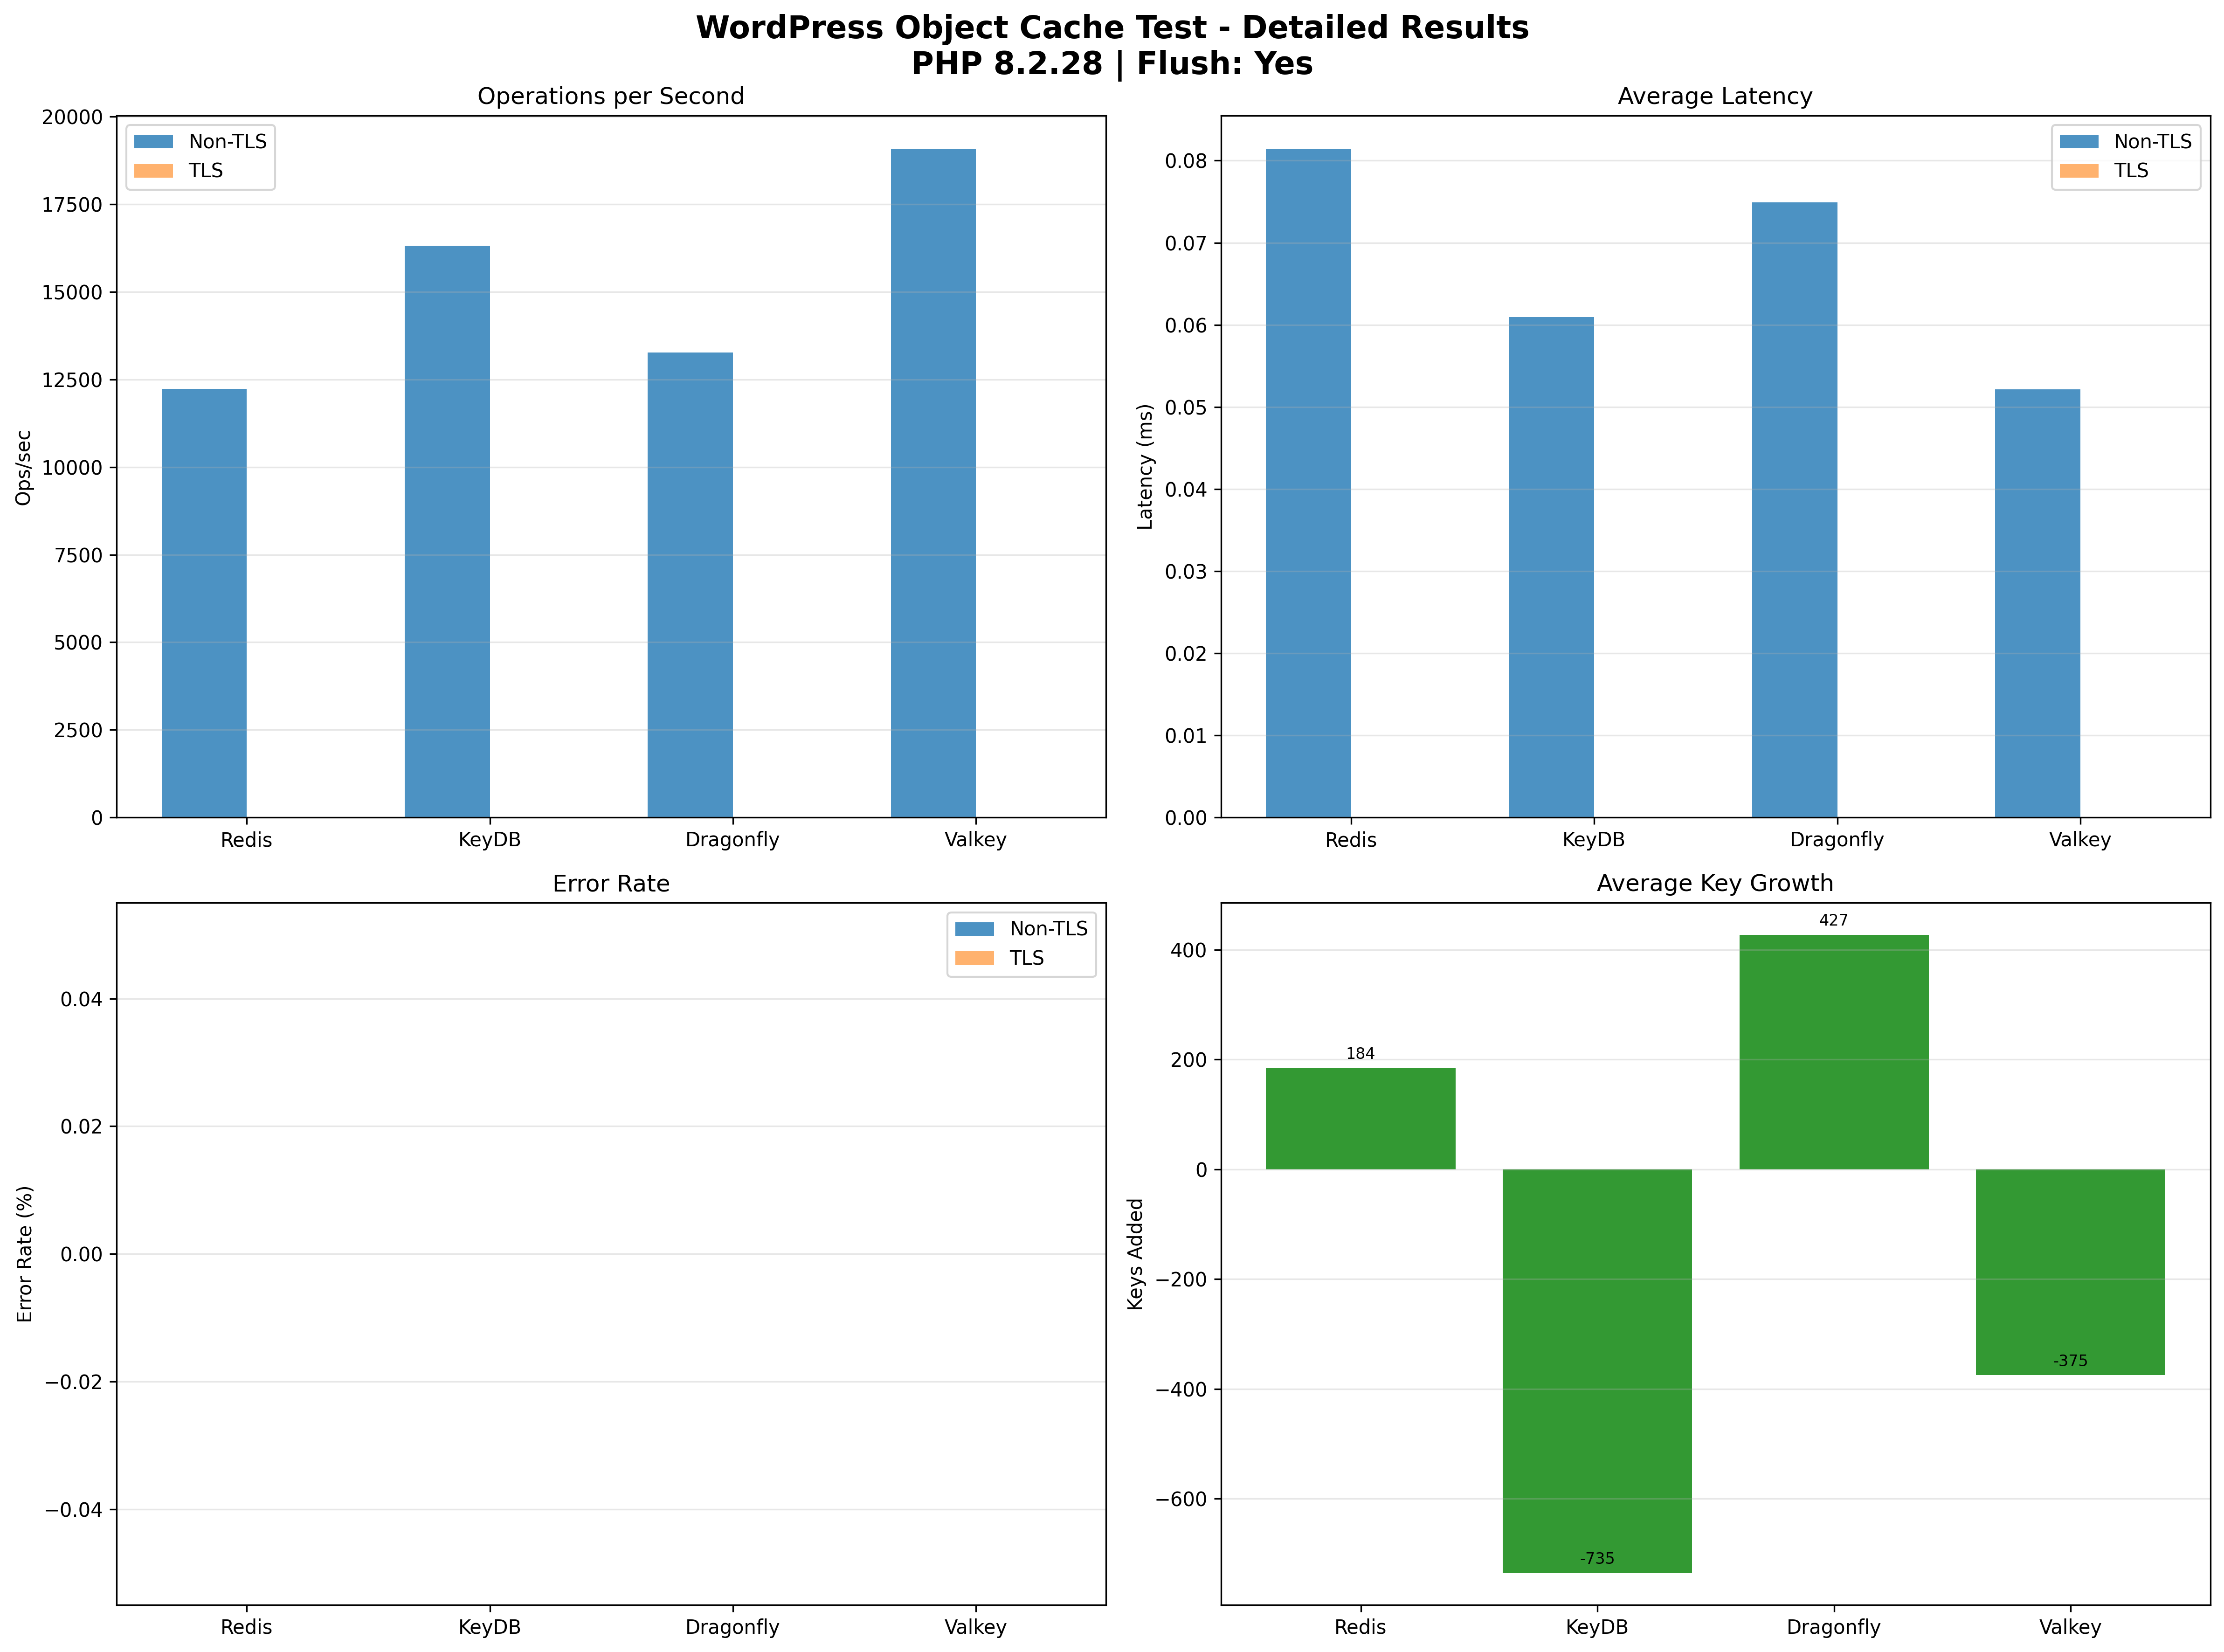 WordPress Object Cache Test - Detailed Results
PHP 8.2.28 | Flush: Yes
Operations per Second
20000
17500
15000
12500
10000
7500
5000
2500
0
Ops/sec
Non-TLS
TLS
Redis
KeyDB
Dragonfly
Valkey
Average Latency
0.08
0.07
0.06
0.05
0.04
0.03
0.02
0.01
0.00
Latency (ms)
Non-TLS
TLS
Redis
KeyDB
Dragonfly
Valkey
Error Rate
0.04
0.02
0.00
−0.02
−0.04
Error Rate (%)
Non-TLS
TLS
Redis
KeyDB
Dragonfly
Valkey
Average Key Growth
400
200
0
−200
−400
−600
Keys Added
184
-735
427
-375
Redis
KeyDB
Dragonfly
Valkey